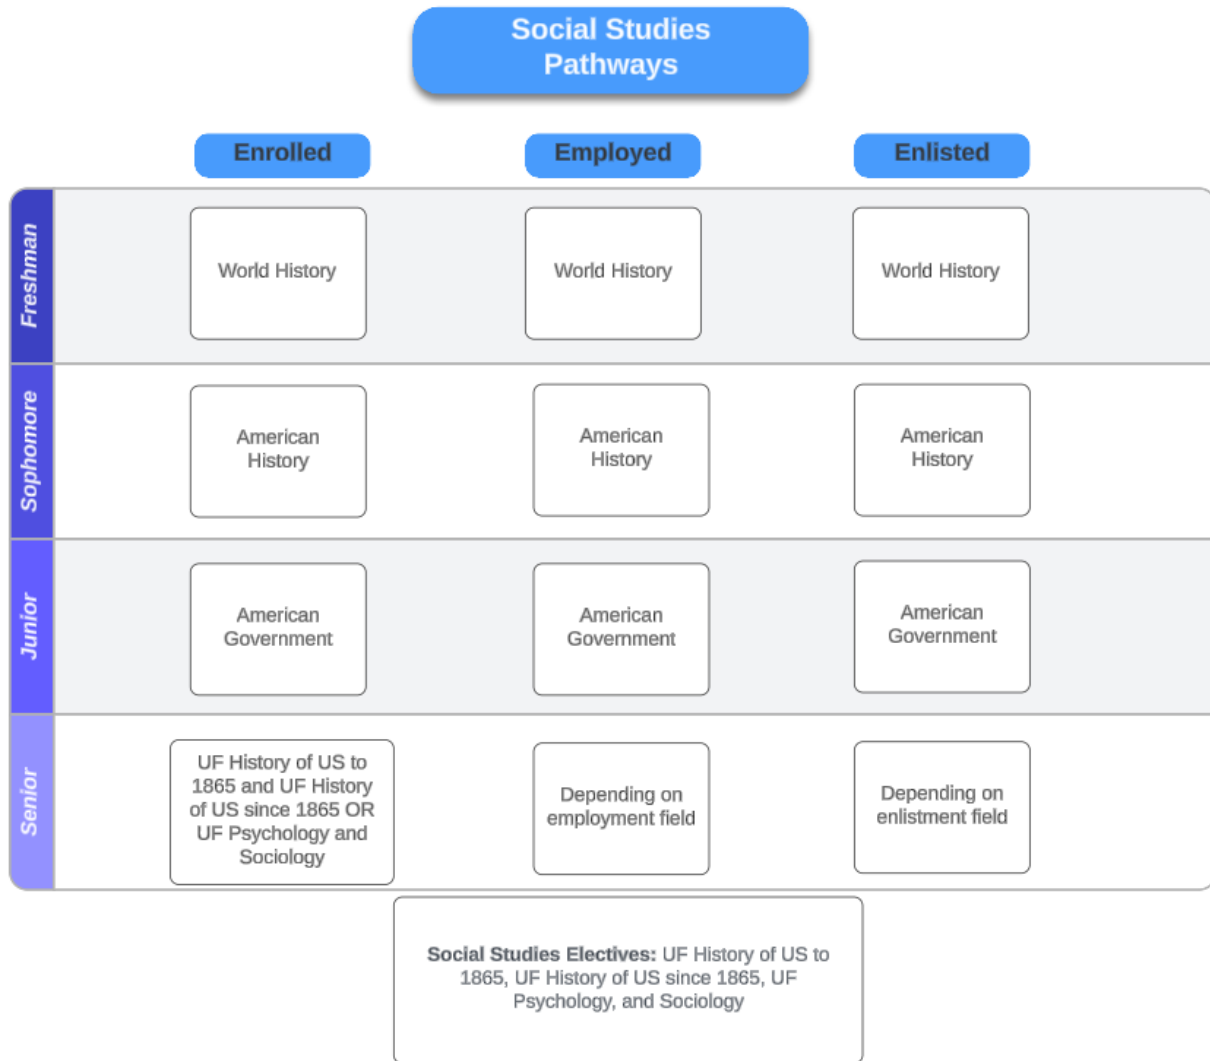 Social Studies
Pathways
Enrolled
Employed
Enlisted
Freshman
World History
World History
World History
Sophomore
American
History
American
History
American
History
Junior
American
Government
American
Government
American
Government
Senior
UF History of US to
1865 and UF History
of US since 1865 OR
UF Psychology and
Sociology
Depending on
employment field
Depending on
enlistment field
Social Studies Electives: UF History of US to
1865, UF History of US since 1865, UF
Psychology, and Sociology